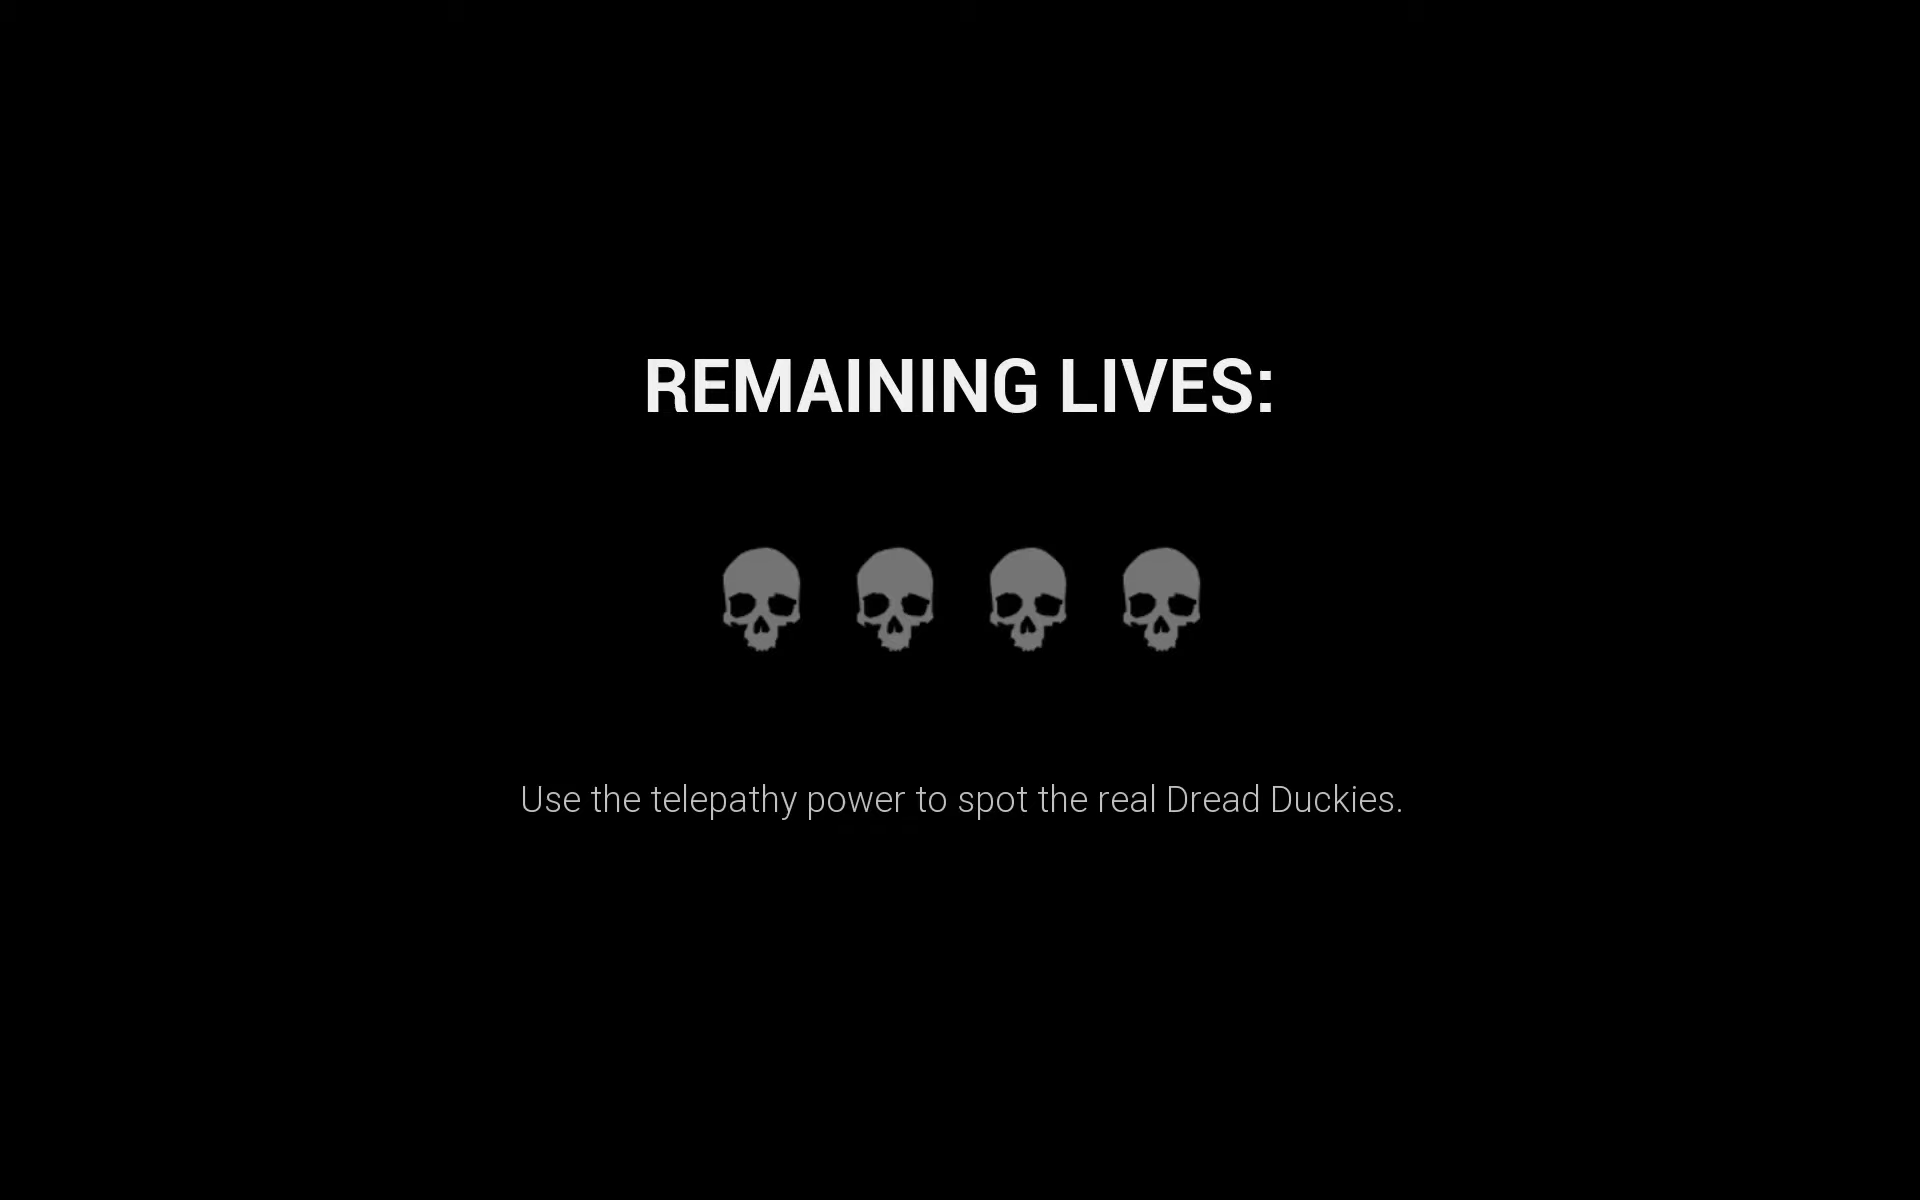 REMAINING LIVES:
Use the telepathy power to spot the real Dread Duckies.